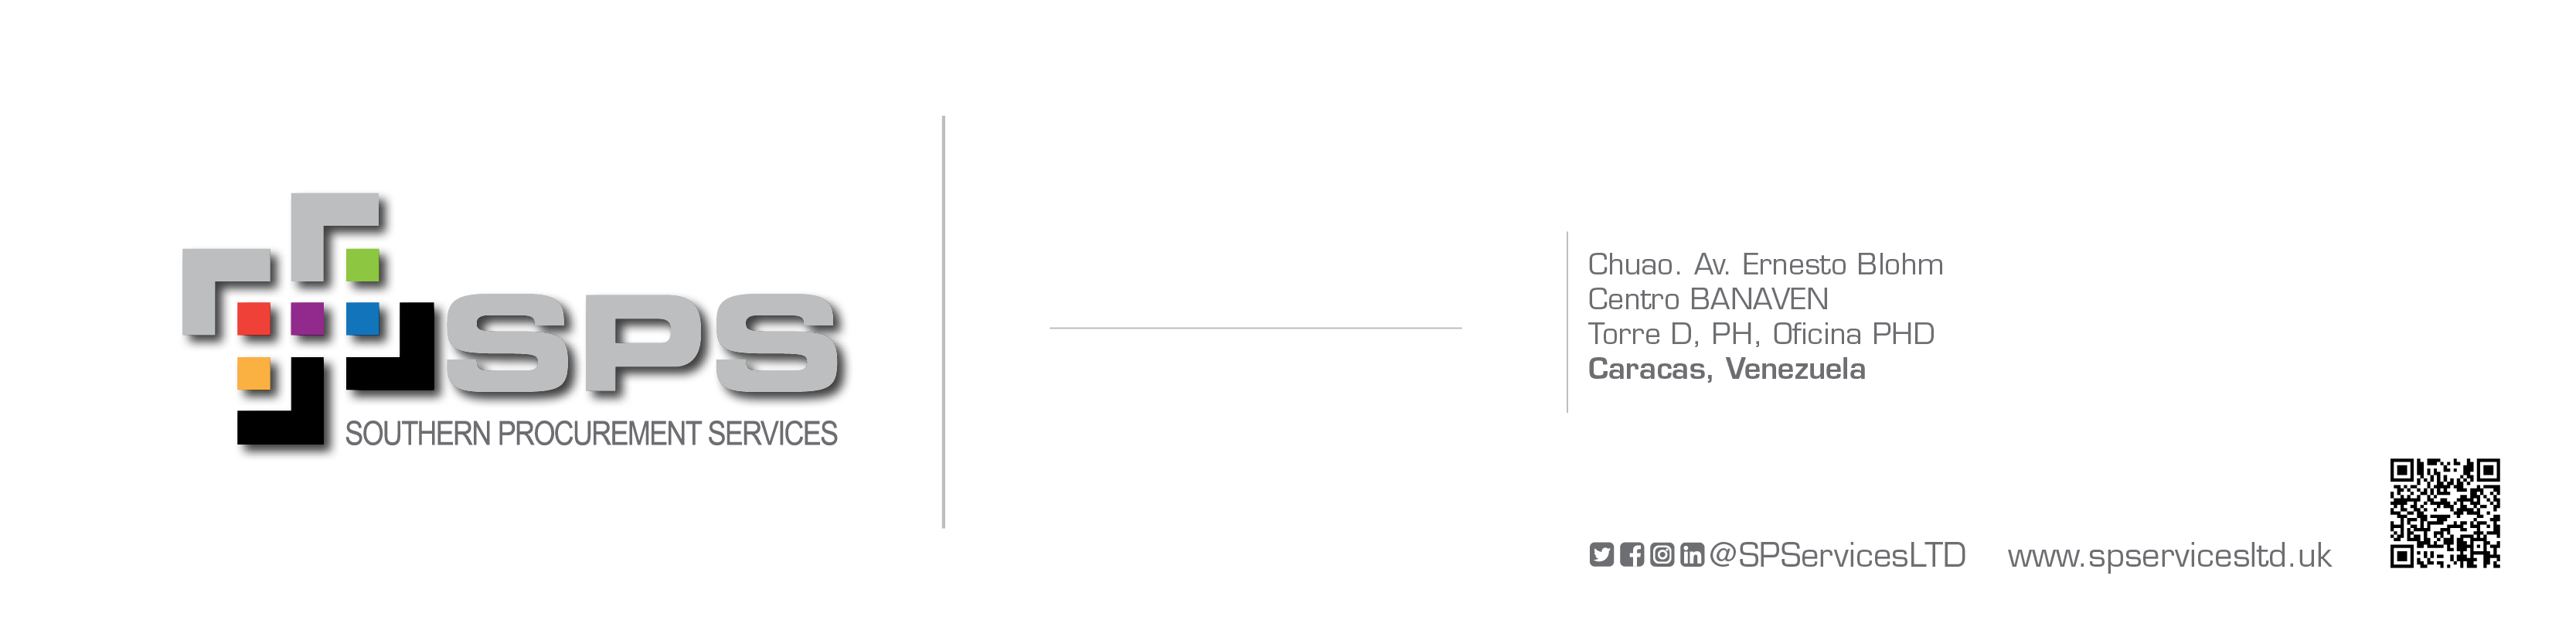 SPS
SOUTHERN PROCUREMENT SERVICES
Chuao. Av. Ernesto Blohm
Centro BANAVEN
Torre D, PH, Oficina PHD
Caracas, Venezuela
@SPServicesLTD www.spservicesltd.uk